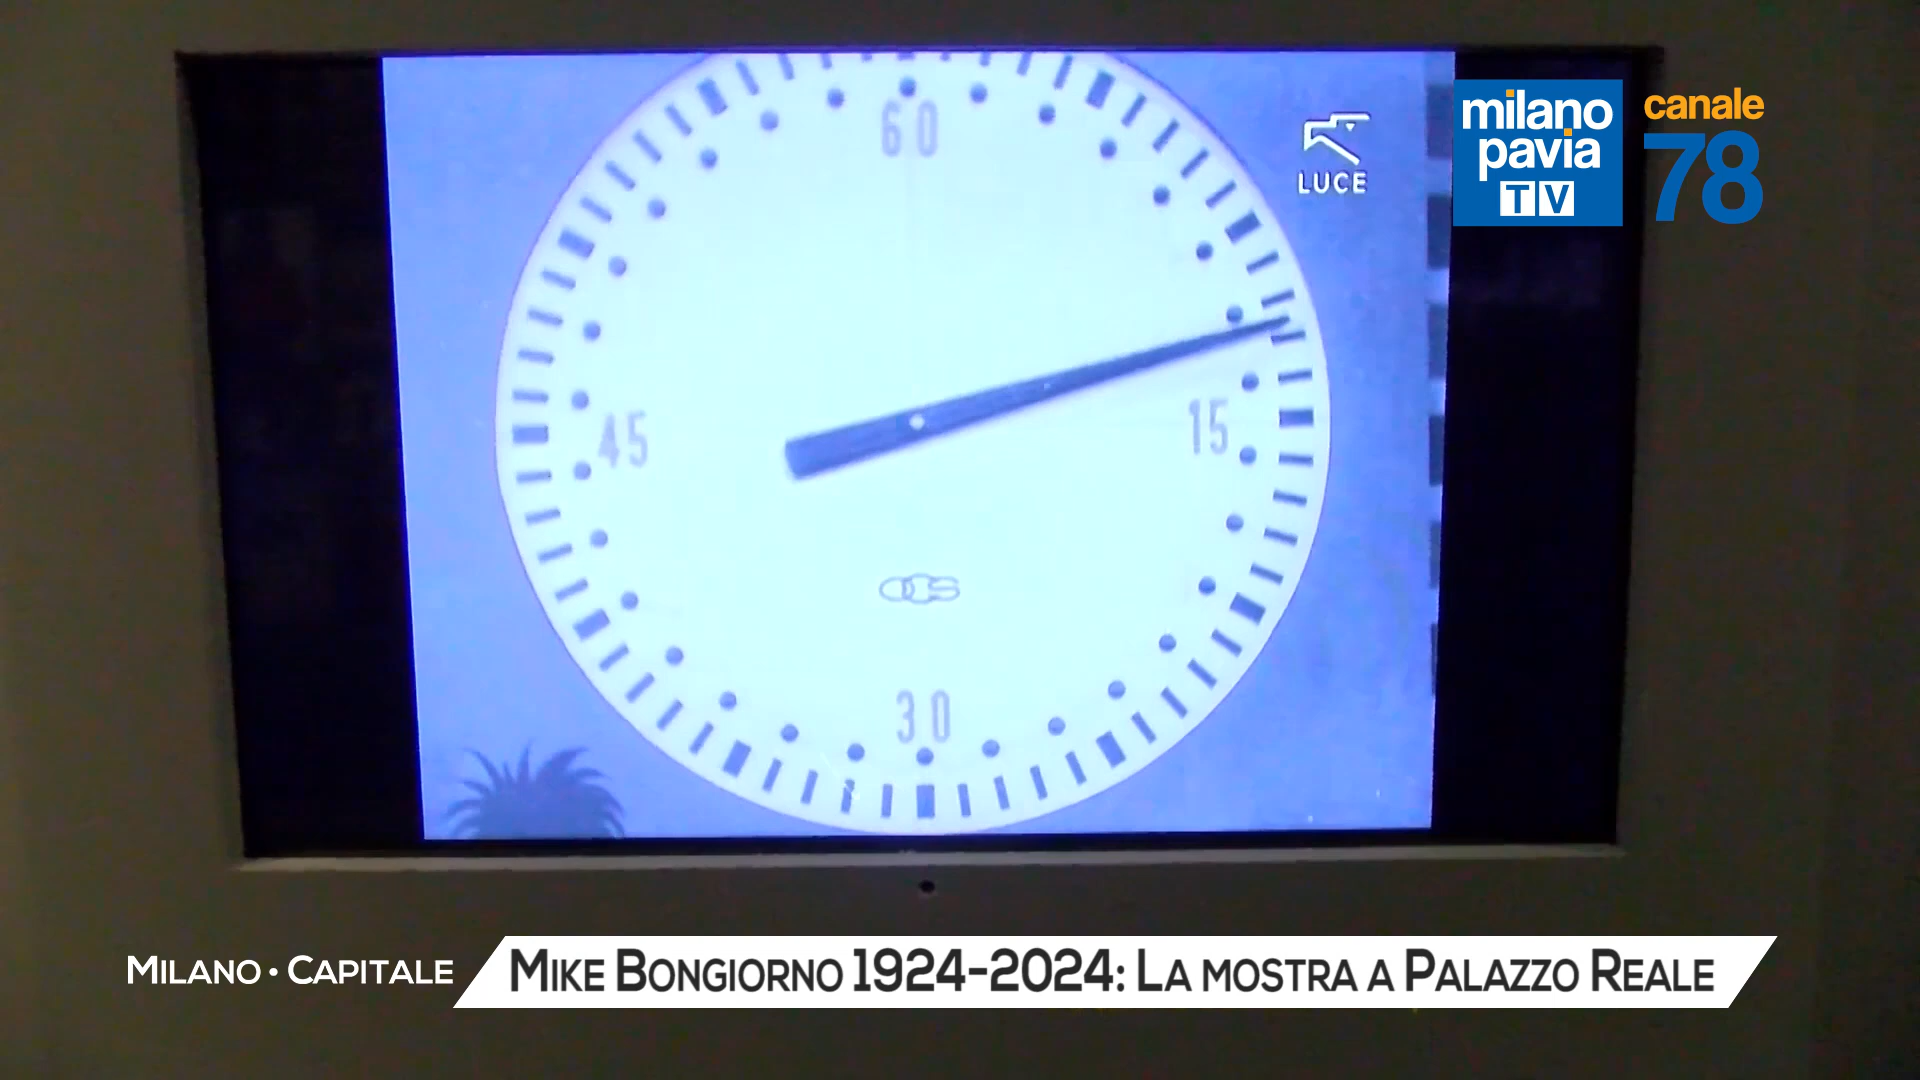 60
LUCE
milano
pavia
TV
canale
78
45
15
30
MILANO • CAPITALE
MIKE BONGIORNO 1924-2024: LA MOSTRA A PALAZZO REALE